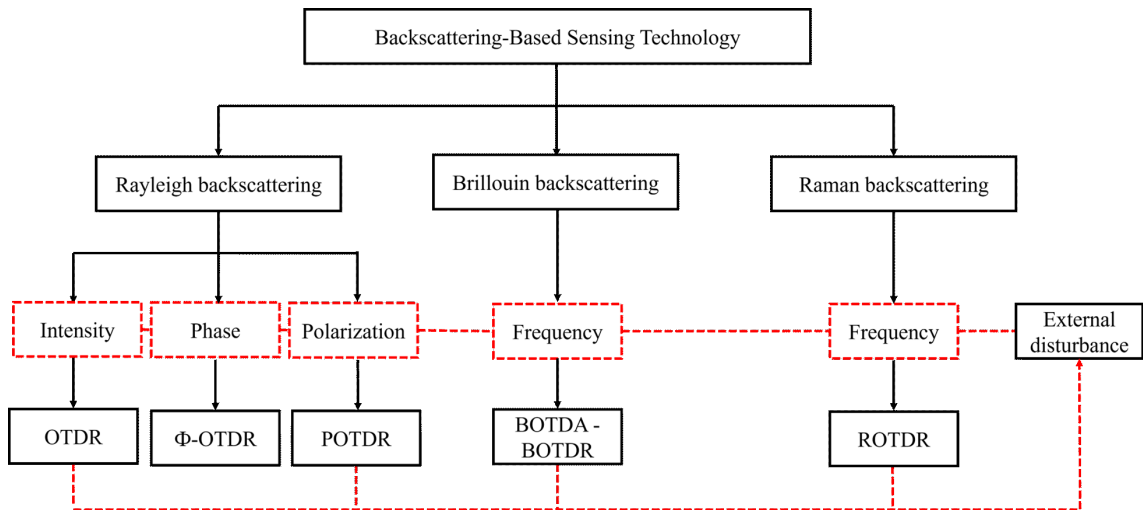 Backscattering-Based Sensing Technology
Rayleigh backscattering
Brillouin backscattering
Raman backscattering
Intensity
Phase
Polarization
Frequency
Frequency
External
disturbance
OTDR
Φ-OTDR
POTDR
BOTDA -
BOTDR
ROTDR